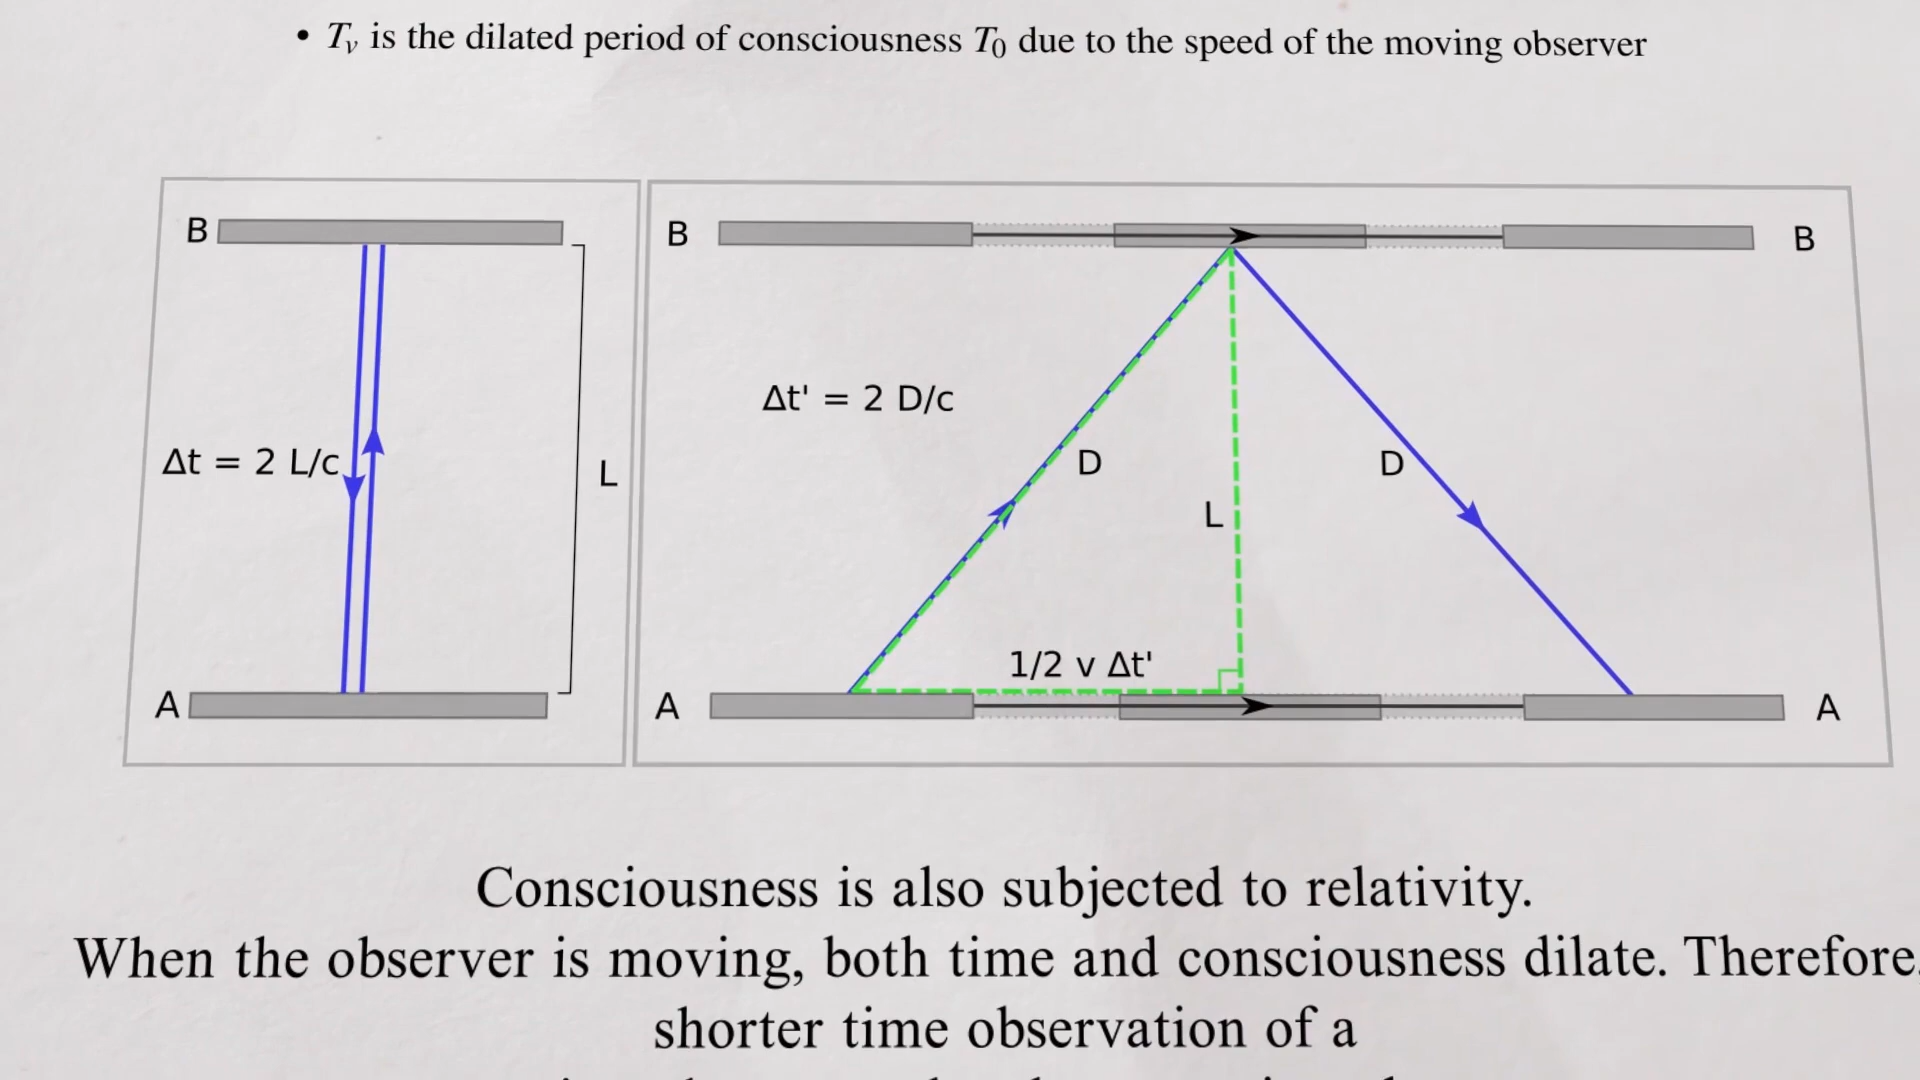 • Tv is the dilated period of consciousness T0 due to the speed of the moving observer
B
Δt = 2 L/c
L
A
B
B
Δt' = 2 D/c
D
D
L
1/2 v Δt'
A
A
Consciousness is also subjected to relativity.
When the observer is moving, both time and consciousness dilate. Therefore,
shorter time observation of a